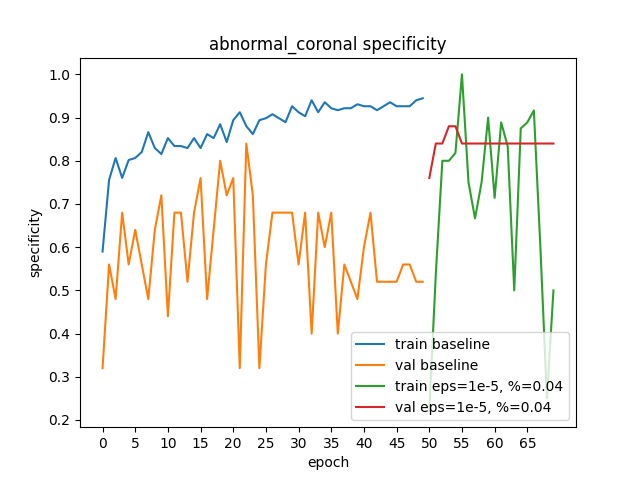 abnormal_coronal specificity
specificity
1.0
0.9
0.8
0.7
0.6
0.5
0.4
0.3
0.2
train baseline
val baseline
train eps=1e-5, %=0.04
val eps=1e-5, %=0.04
0 5 10 15 20 25 30 35 40 45 50 55 60 65
epoch